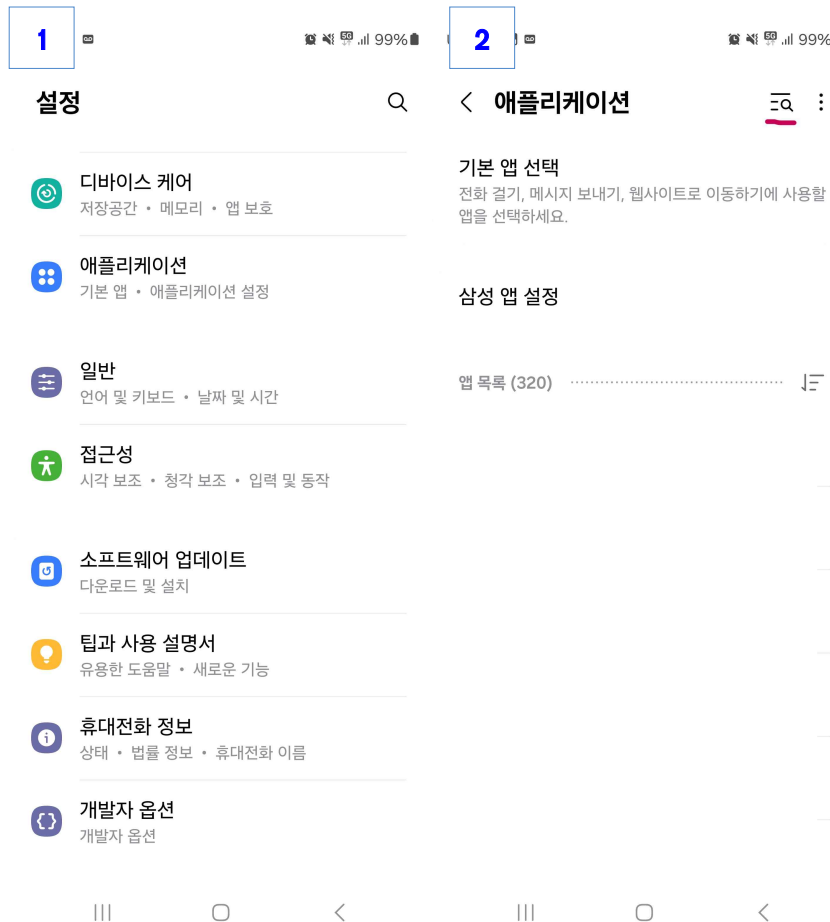 1
99%
설정
디바이스 케어
저장공간 • 메모리 • 앱 보호
애플리케이션
기본 앱 • 애플리케이션 설정
일반
언어 및 키보드 • 날짜 및 시간
접근성
시각 보조 • 청각 보조 • 입력 및 동작
소프트웨어 업데이트
다운로드 및 설치
팁과 사용 설명서
유용한 도움말 • 새로운 기능
휴대전화 정보
상태 • 법률 정보 • 휴대전화 이름
개발자 옵션
개발자 옵션
2
99%
애플리케이션
기본 앱 선택
전화 걸기, 메시지 보내기, 웹사이트로 이동하기에 사용할
앱을 선택하세요.
삼성 앱 설정
앱 목록 (320)